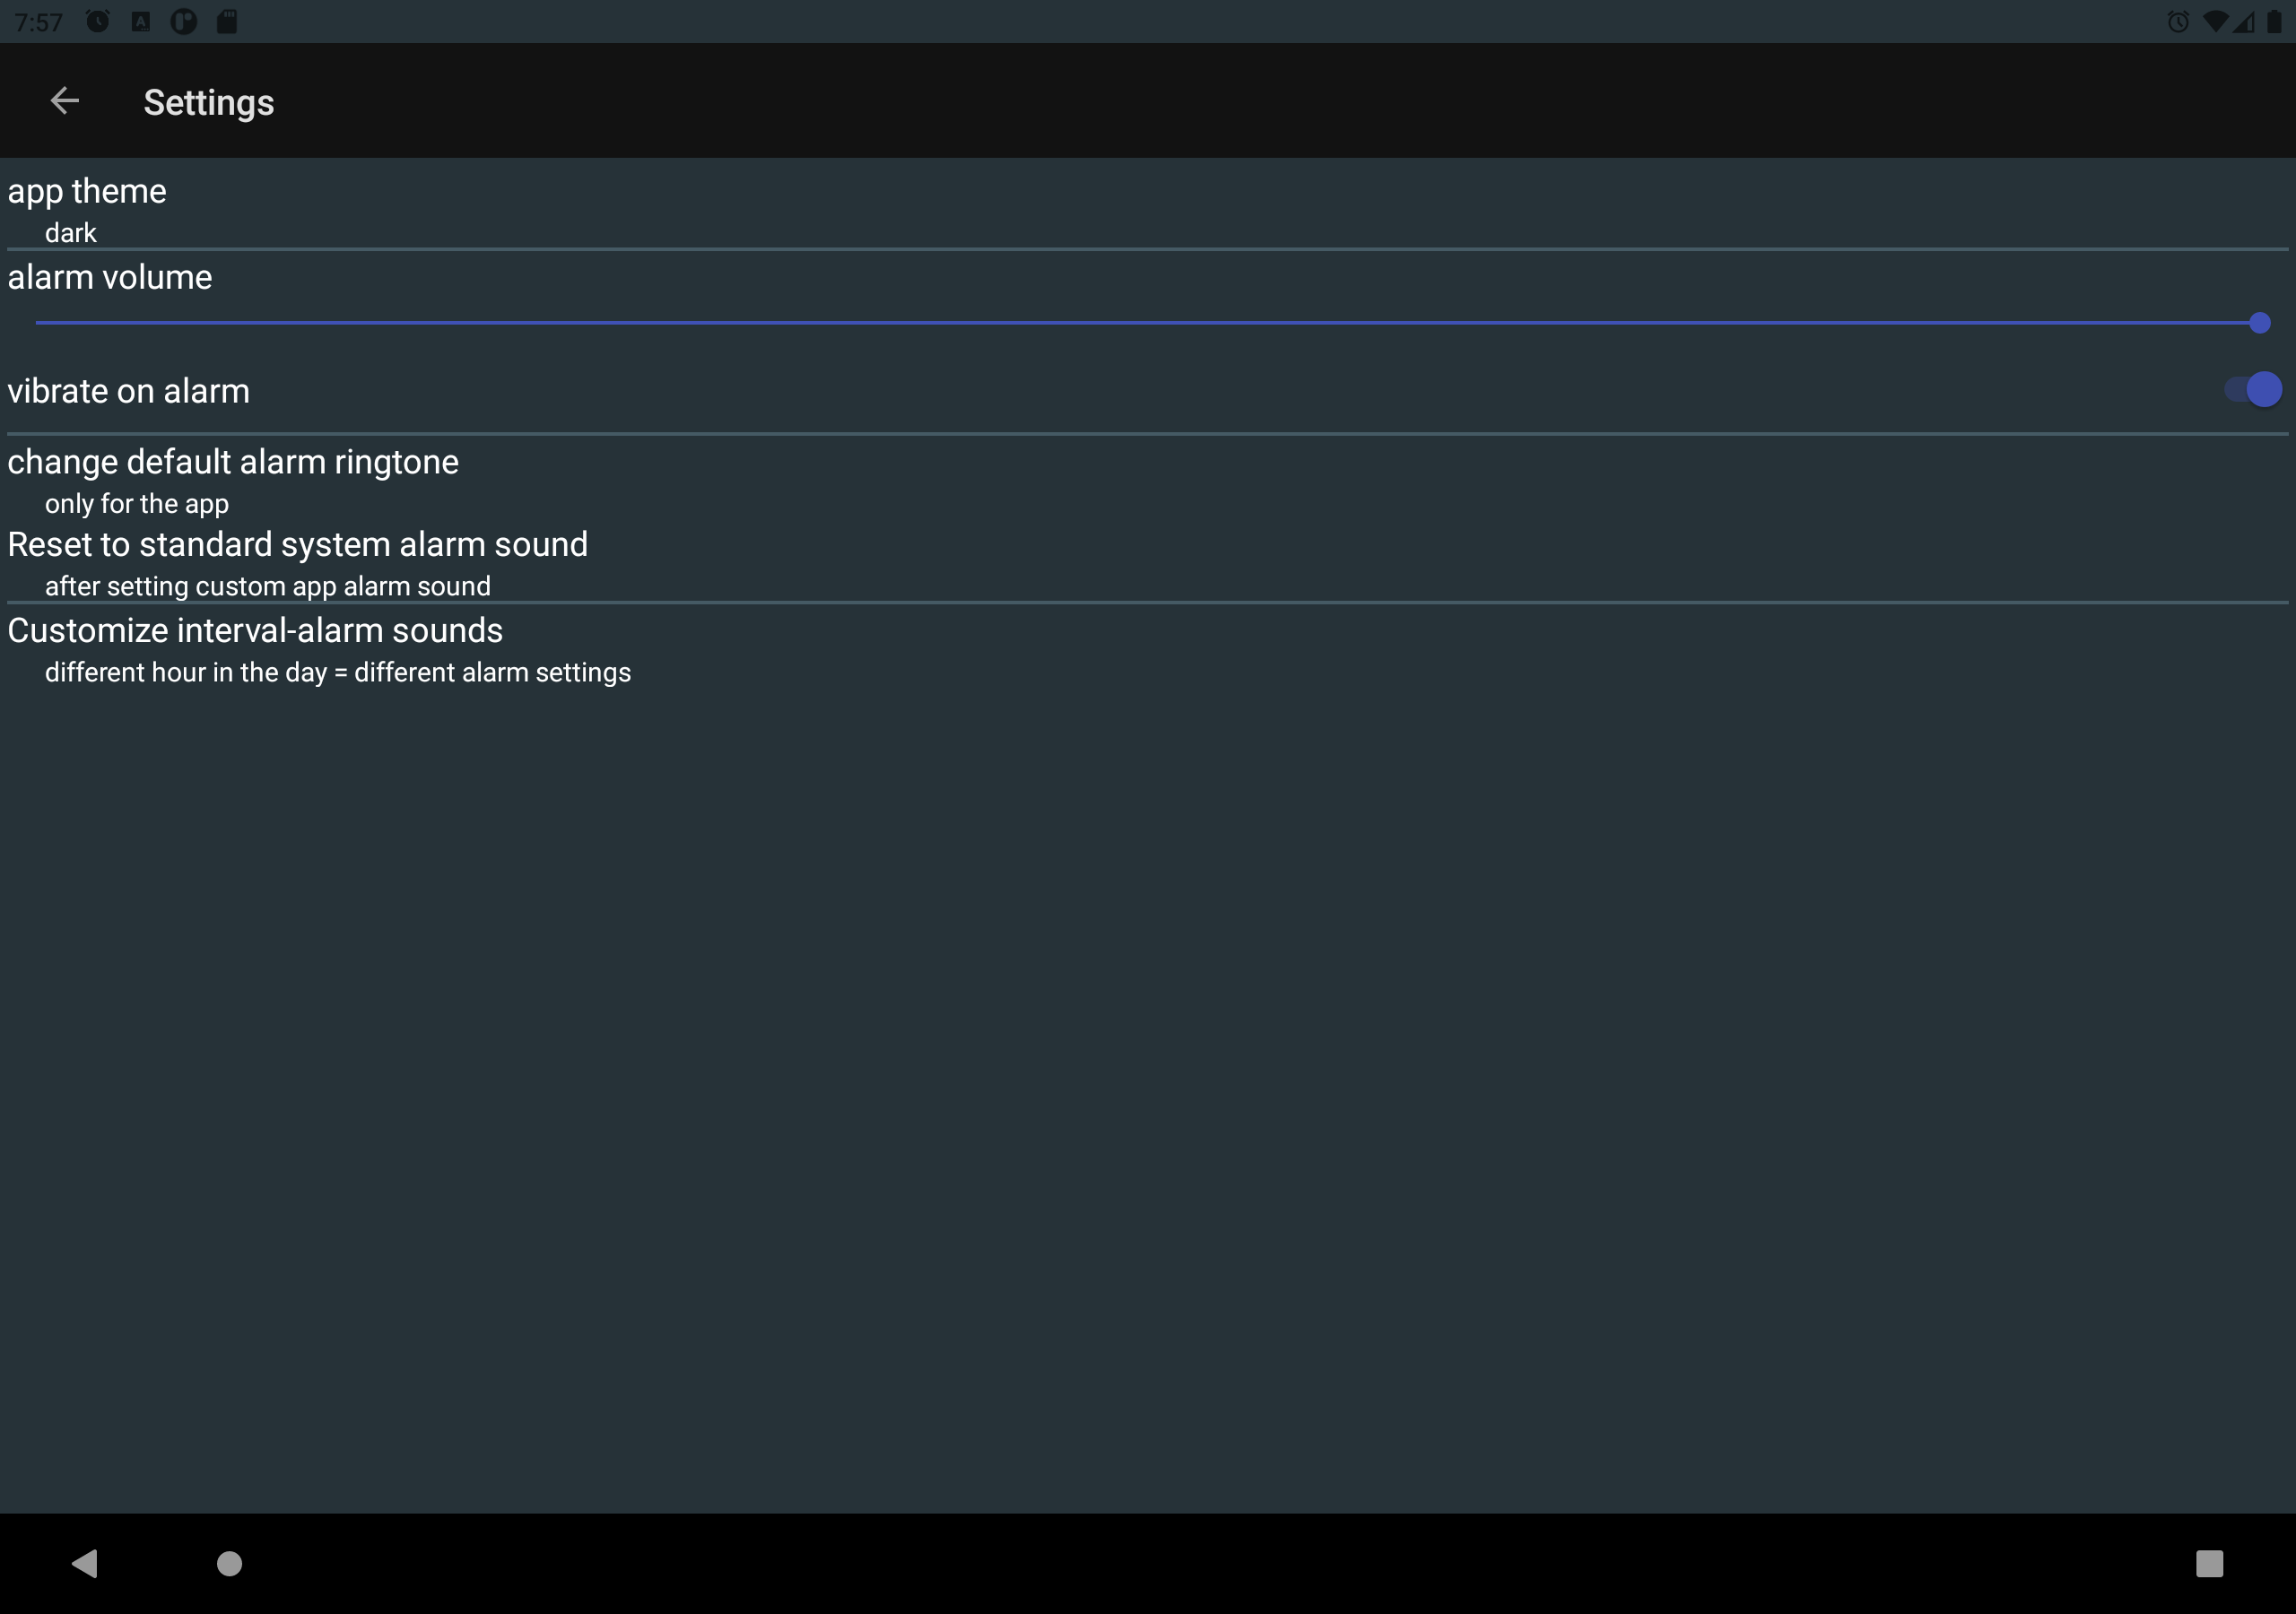 7:57
Settings
app theme
dark
alarm volume
vibrate on alarm
change default alarm ringtone
only for the app
Reset to standard system alarm sound
after setting custom app alarm sound
Customize interval-alarm sounds
different hour in the day = different alarm settings